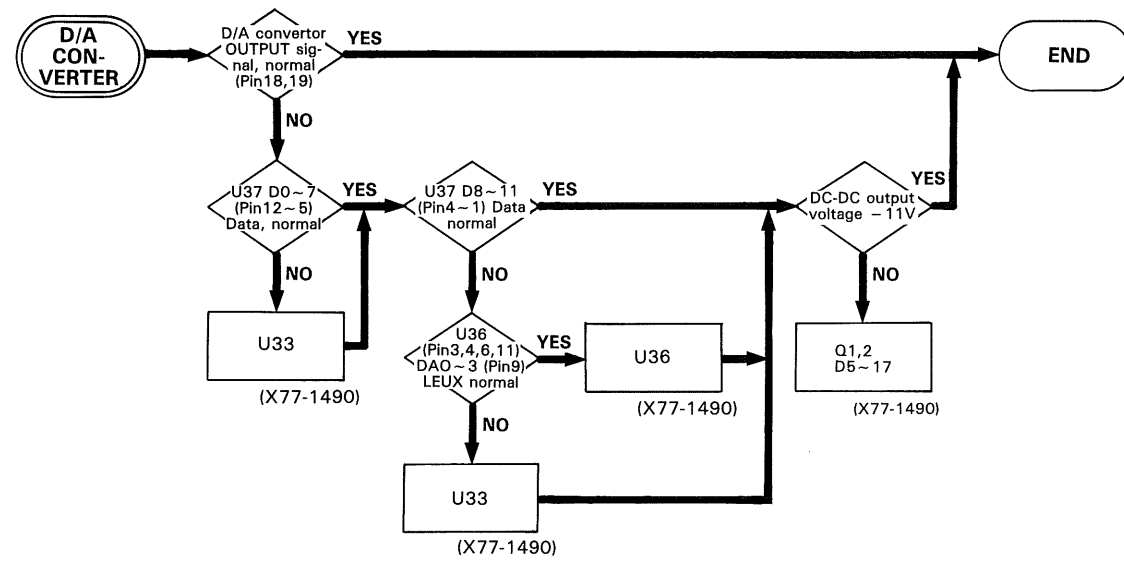 D/A
CON-
VERTER
D/A convertor
OUTPUT sig-
nal, normal
(Pin18,19)
YES
END
NO
U37 D0~7
(Pin12~5)
Data, normal
YES
U37 D8~11
(Pin4~1) Data
normal
YES
DC-DC output
voltage -11V
YES
NO
NO
NO
U33
(X77-1490)
U36
(Pin3,4,6,11)
DA0~3 (Pin9)
LEUX normal
YES
U36
(X77-1490)
Q1,2
D5~17
(X77-1490)
NO
U33
(X77-1490)